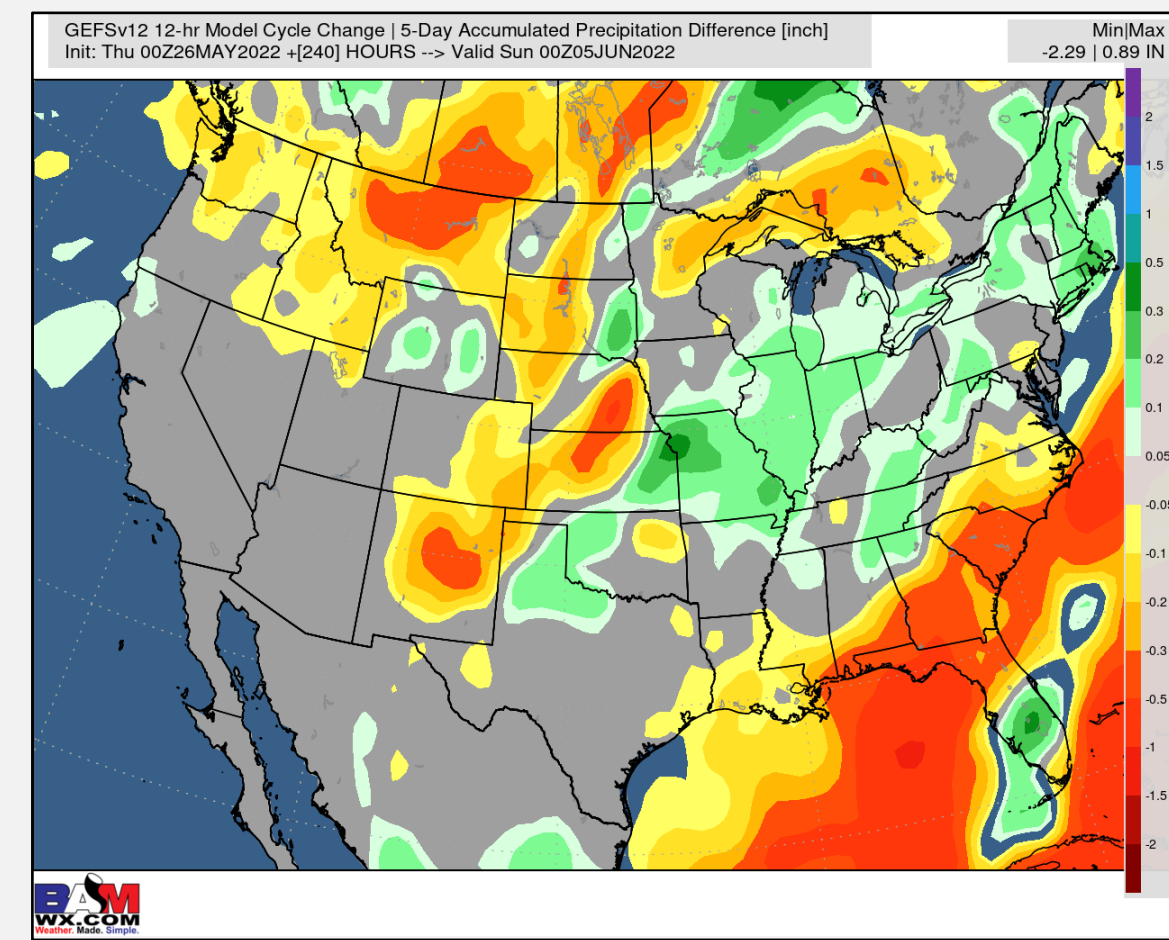 GEFSv12 12-hr Model Cycle Change | 5-Day Accumulated Precipitation Difference [inch]
Init: Thu 00Z26MAY2022 +[240] HOURS --> Valid Sun 00Z05JUN2022
Min|Max
-2.29 | 0.89 IN
2
1.5
1
0.5
0.3
0.2
0.1
0.05
-0.05
-0.1
-0.2
-0.3
-0.5
-1
-1.5
-2
BAM
WX.COM
Weather. Made. Simple.